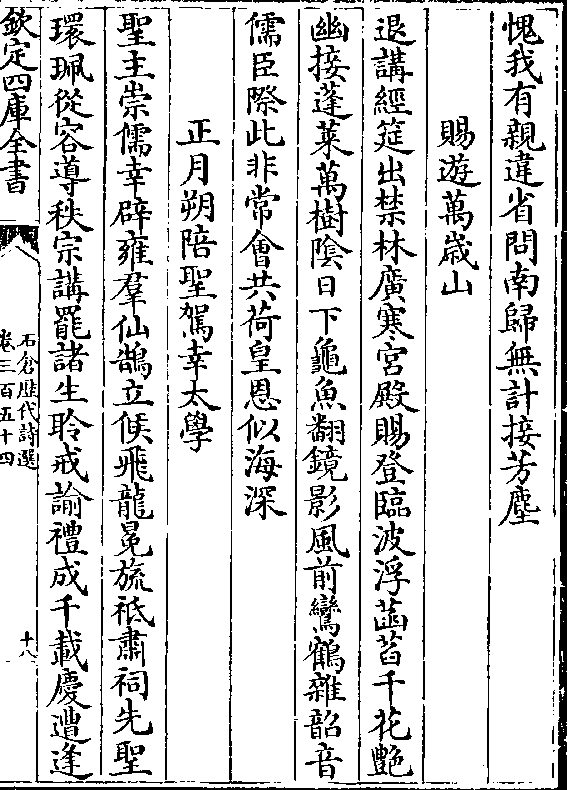 愧我有親違省問南歸無計接芳塵
賜遊萬歲山
退講經筵出禁林廣寒宮殿賜登臨波浮菡萏千花艷
幽接蓬萊萬樹隂日下龜魚翻鏡影風前鸞鶴雜韶音
儒臣際此非常會共荷皇恩似海深
正月朔陪聖駕幸太學
聖主崇儒幸辟雍羣仙鵠立候飛龍冕旒祗肅祠先聖
環珮從容導秩宗講罷諸生聆戒諭禮成千載慶遭逢
欽定四庫全書
石倉歴代詩選
卷三百五十四
十八